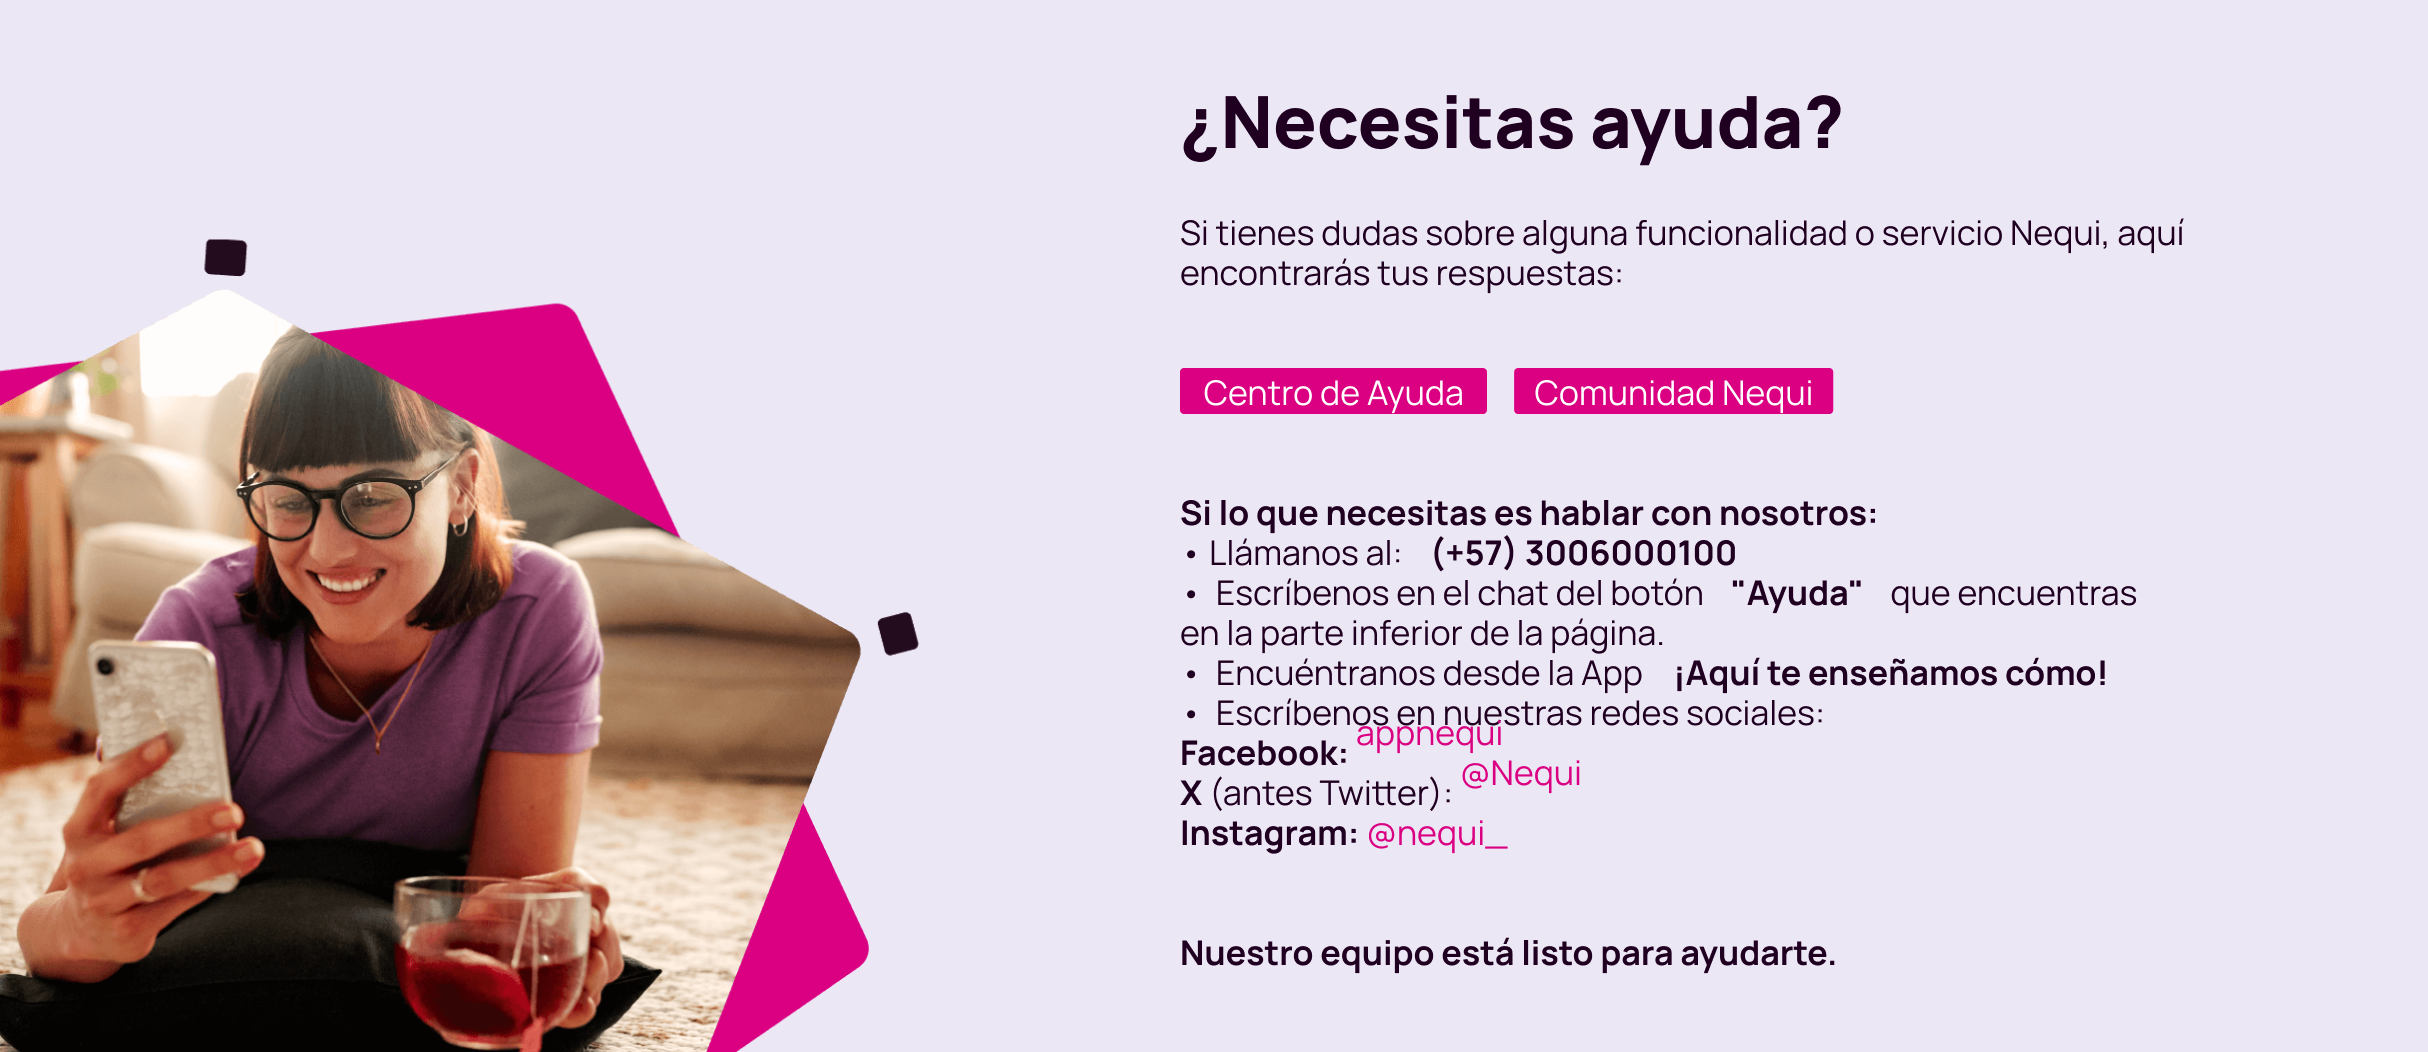 ¿Necesitas ayuda?
Si tienes dudas sobre alguna funcionalidad o servicio Nequi, aquí
encontrarás tus respuestas:
Centro de Ayuda
Comunidad Nequi
Si lo que necesitas es hablar con nosotros:
• Llámanos al: (+57) 3006000100
• Escríbenos en el chat del botón "Ayuda" que encuentras
en la parte inferior de la página.
• Encuéntranos desde la App ¡Aquí te enseñamos cómo!
• Escríbenos en nuestras redes sociales:
Facebook: appnequi
X (antes Twitter): @Nequi
Instagram: @nequi_
Nuestro equipo está listo para ayudarte.